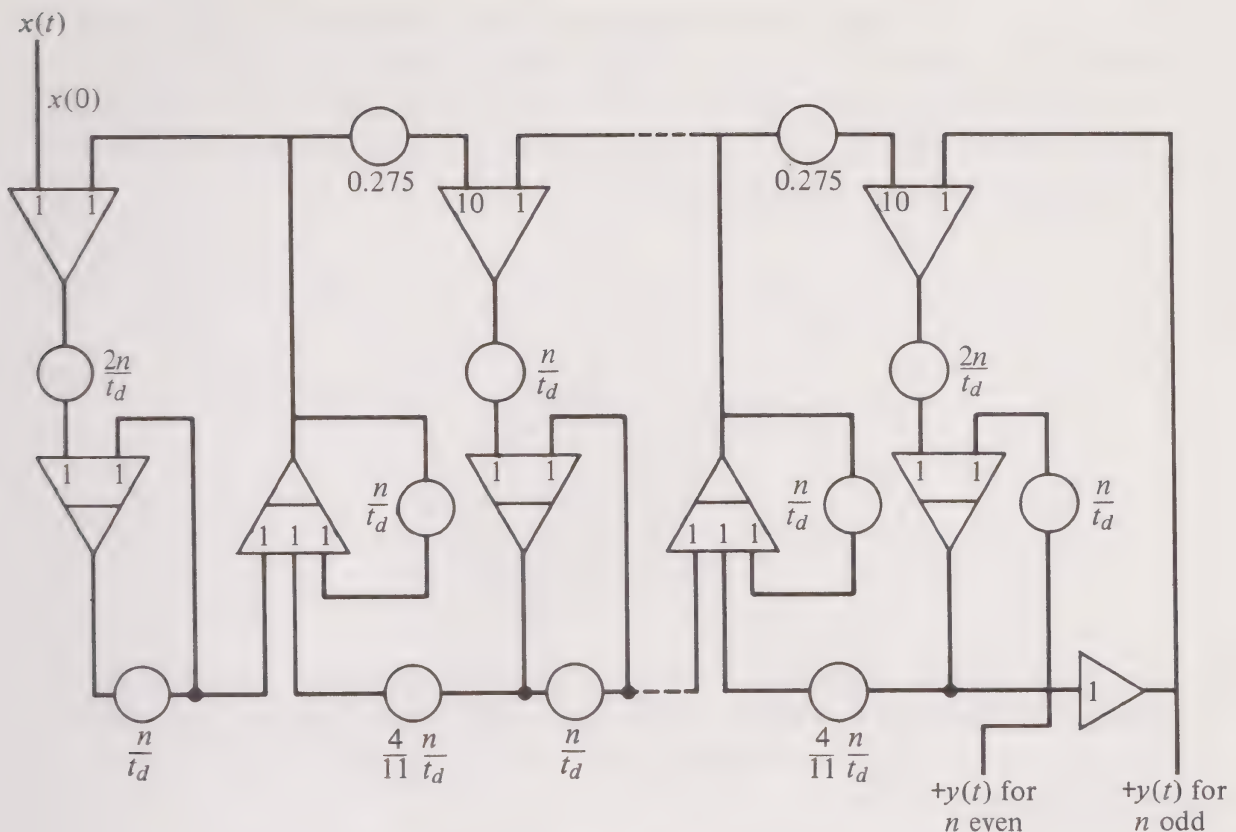 x(t)
x(0)
0.275
0.275
1 1
10 1
10 1
2n/t_d
n/t_d
2n/t_d
1 1
n/t_d
1 1
n/t_d
1 1
n/t_d
1 1 1
1 1 1
1
n/t_d
4/11 n/t_d
n/t_d
4/11 n/t_d
+y(t) for
n even
+y(t) for
n odd